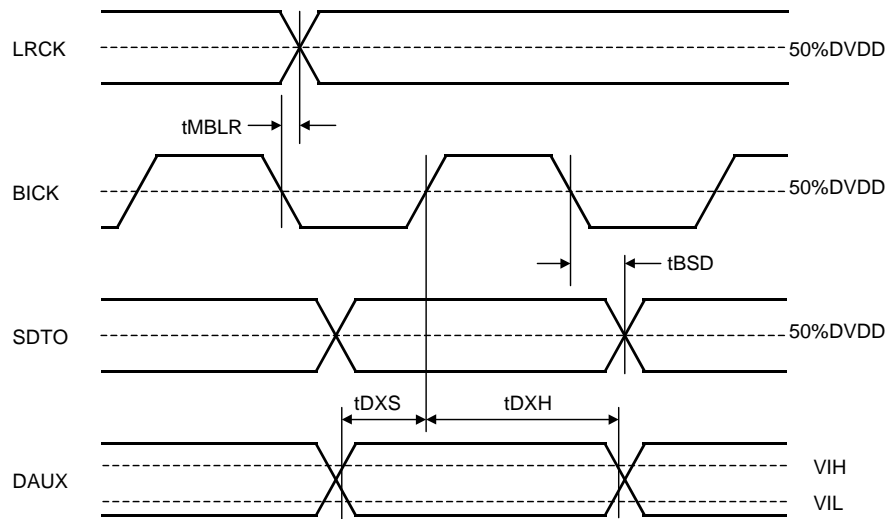 LRCK
50%DVDD
tMBLR
BICK
50%DVDD
tBSD
SDTO
50%DVDD
tDXS
tDXH
DAUX
VIH
VIL